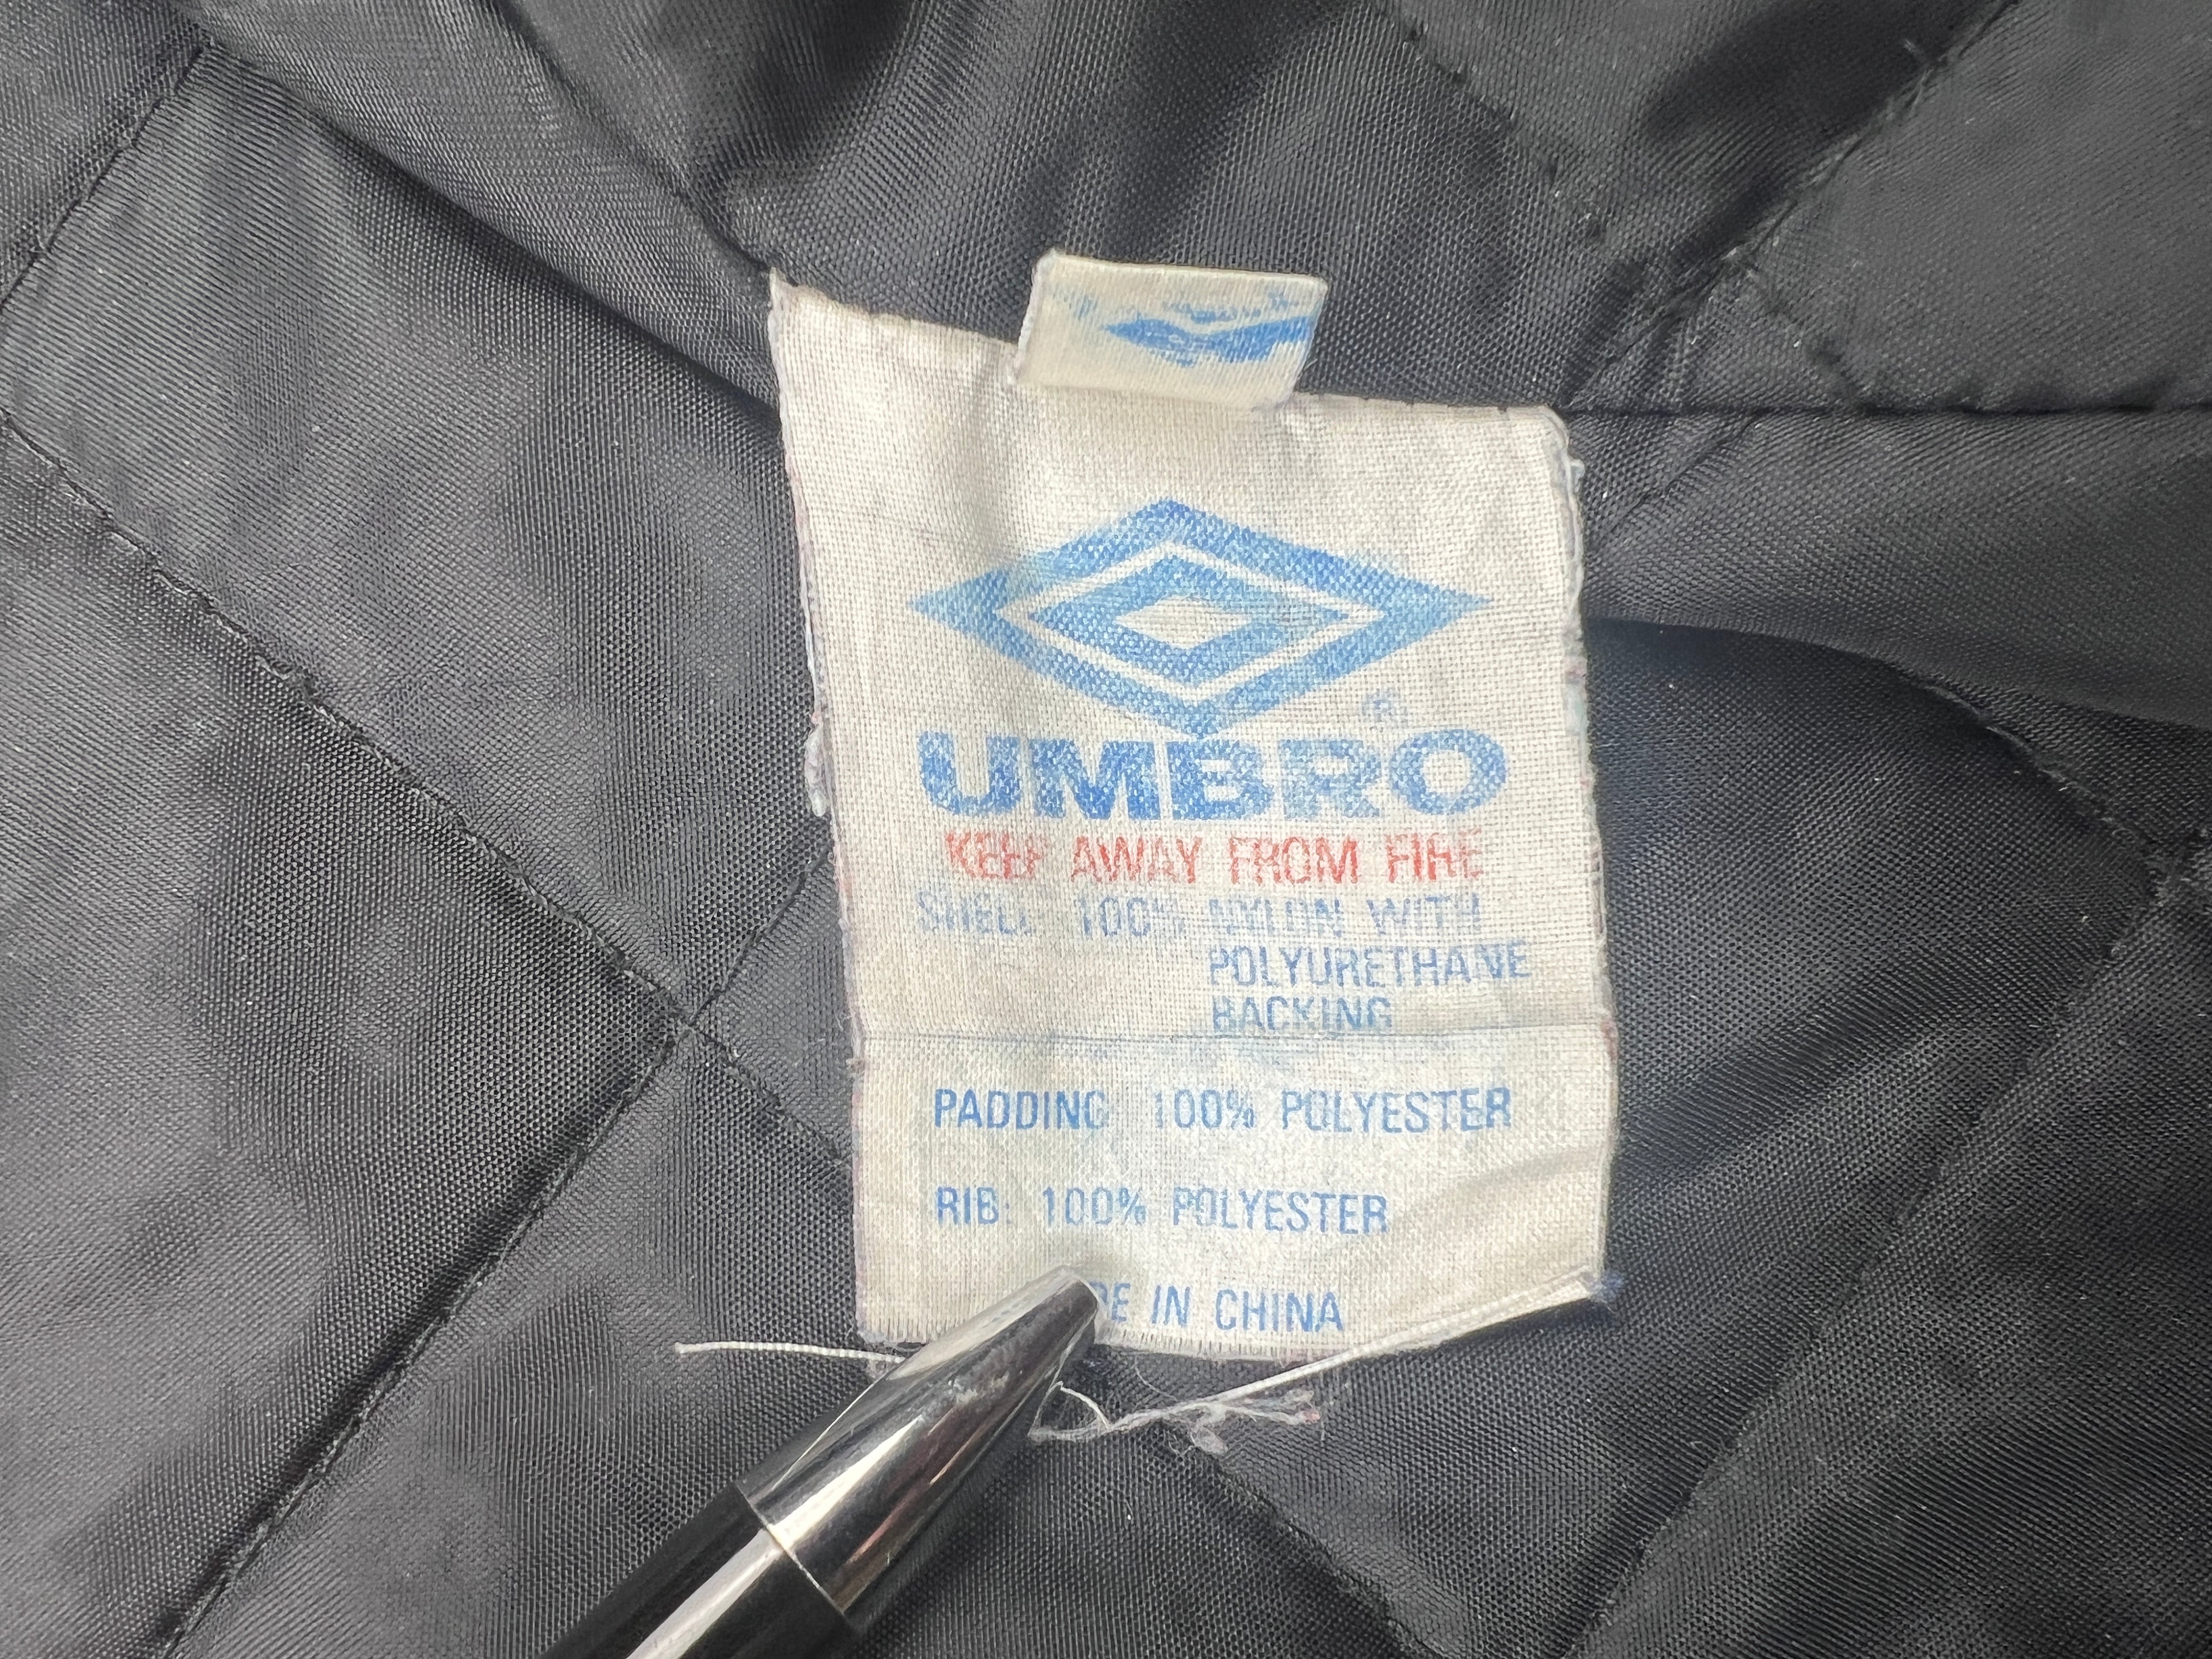 ®
UMBRO
KEEP AWAY FROM FIRE
SHELL 100% NYLON WITH
POLYURETHANE
BACKING
PADDING 100% POLYESTER
RIB: 100% POLYESTER
DE IN CHINA